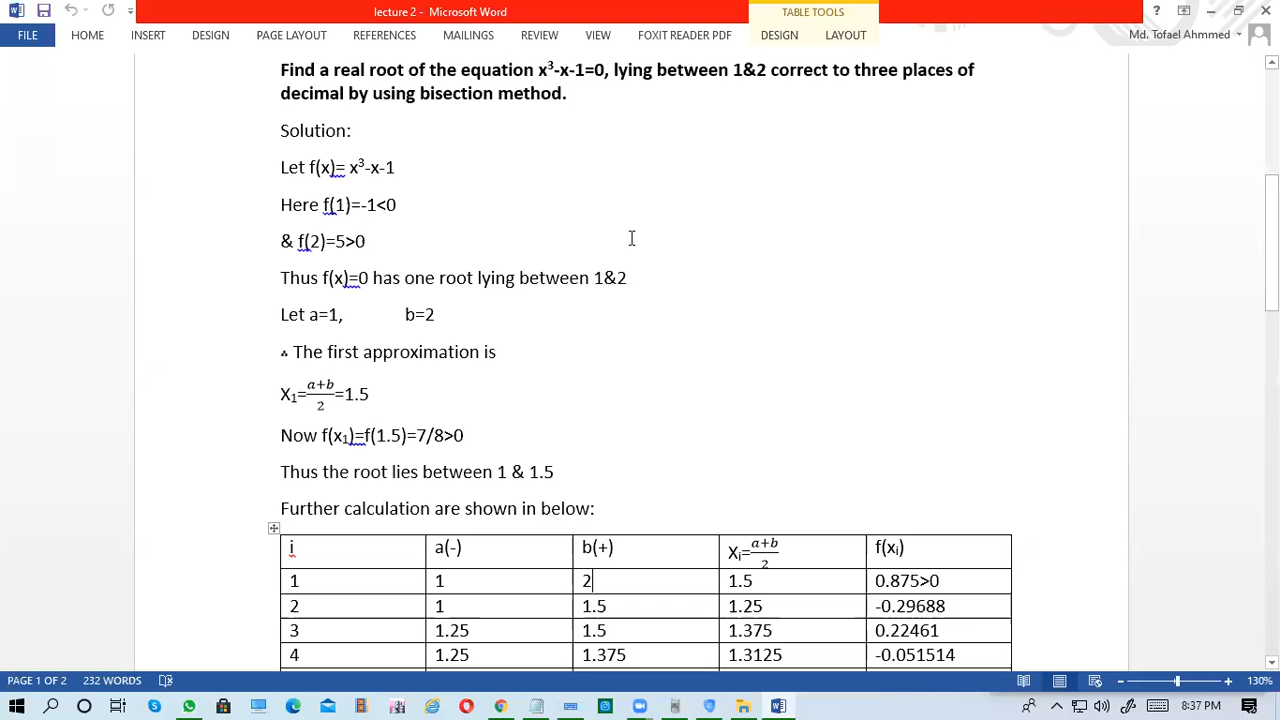 lecture 2 - Microsoft Word
TABLE TOOLS
FILE HOME INSERT DESIGN PAGE LAYOUT REFERENCES MAILINGS REVIEW VIEW FOXIT READER PDF DESIGN LAYOUT Md. Tofael Ahmmed
Find a real root of the equation x³-x-1=0, lying between 1&2 correct to three places of
decimal by using bisection method.
Solution:
Let f(x)= x³-x-1
Here f(1)=-1<0
& f(2)=5>0
Thus f(x)=0 has one root lying between 1&2
Let a=1, b=2
∴ The first approximation is
X₁=(a+b)/2=1.5
Now f(x₁)=f(1.5)=7/8>0
Thus the root lies between 1 & 1.5
Further calculation are shown in below:
i a(-) b(+) Xᵢ=(a+b)/2 f(xᵢ)
1 1 2 1.5 0.875>0
2 1 1.5 1.25 -0.29688
3 1.25 1.5 1.375 0.22461
4 1.25 1.375 1.3125 -0.051514
PAGE 1 OF 2 232 WORDS 130%
8:37 PM